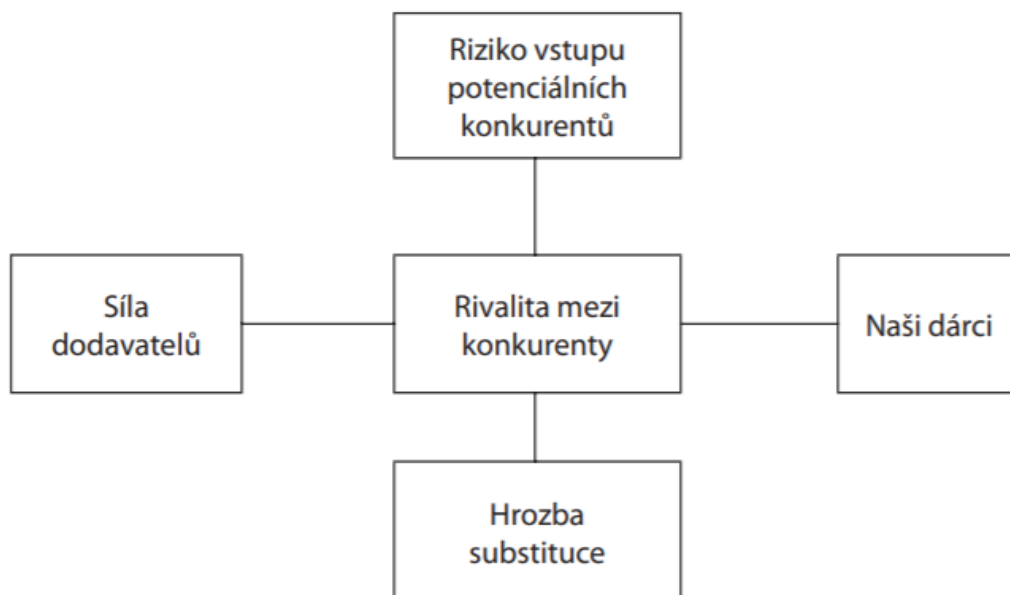 Riziko vstupu
potenciálních
konkurentů
Síla
dodavatelů
Rivalita mezi
konkurenty
Naši dárci
Hrozba
substituce